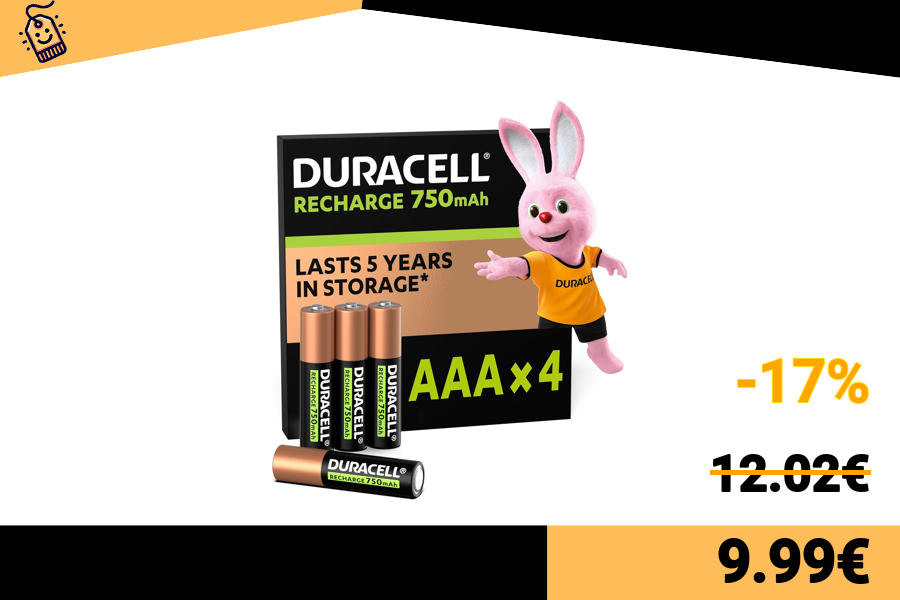 DURACELL®
RECHARGE 750mAh
LASTS 5 YEARS
IN STORAGE*
DURACELL
AAA x 4
DURACELL®
RECHARGE 750mAh
DURACELL®
RECHARGE 750mAh
DURACELL®
RECHARGE 750mAh
DURACELL®
RECHARGE 750mAh
-17%
12.02€
9.99€